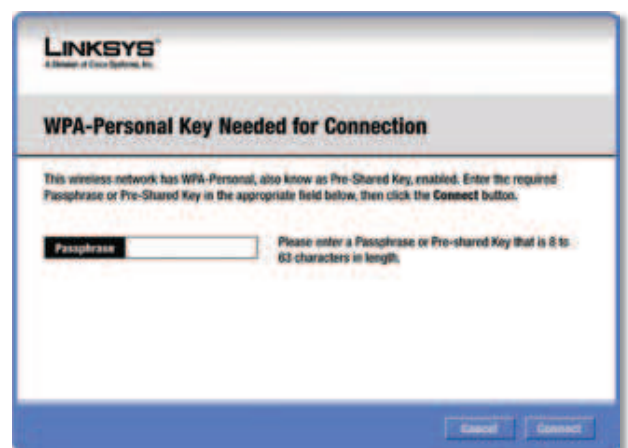 LINKSYS®
A Division of Cisco Systems, Inc.
WPA-Personal Key Needed for Connection
This wireless network has WPA-Personal, also know as Pre-Shared Key, enabled. Enter the required
Passphrase or Pre-Shared Key in the appropriate field below, then click the Connect button.
Passphrase
Please enter a Passphrase or Pre-shared Key that is 8 to
63 characters in length.
Cancel
Connect